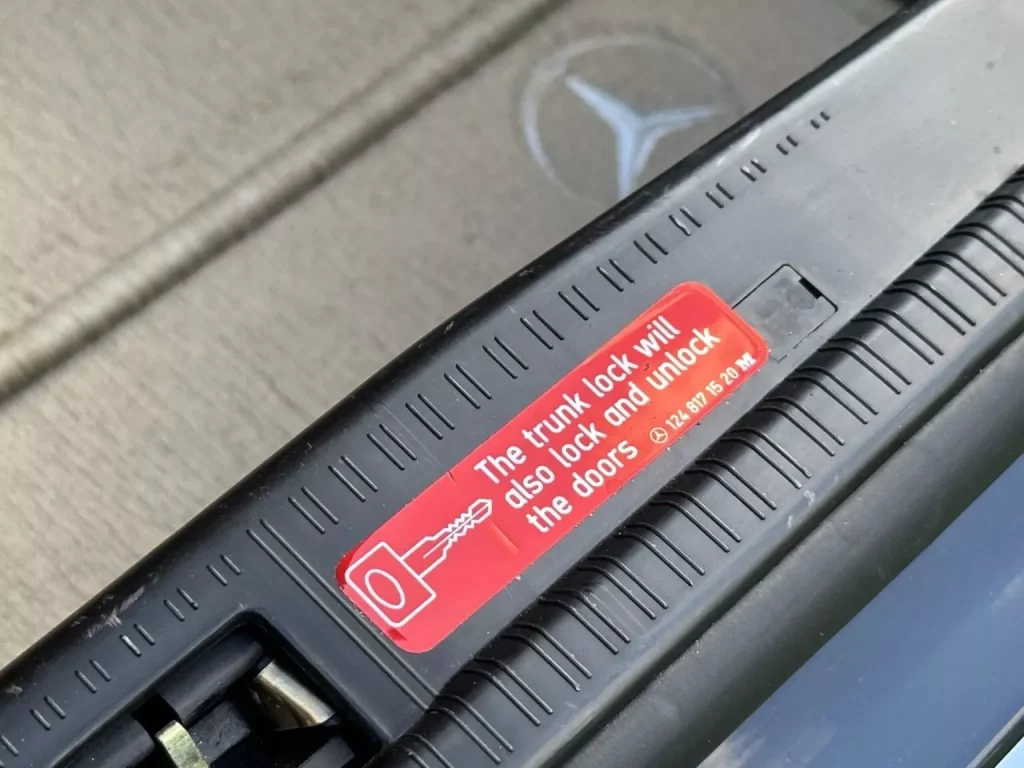 The trunk lock will
also lock and unlock
the doors
124 817 15 20